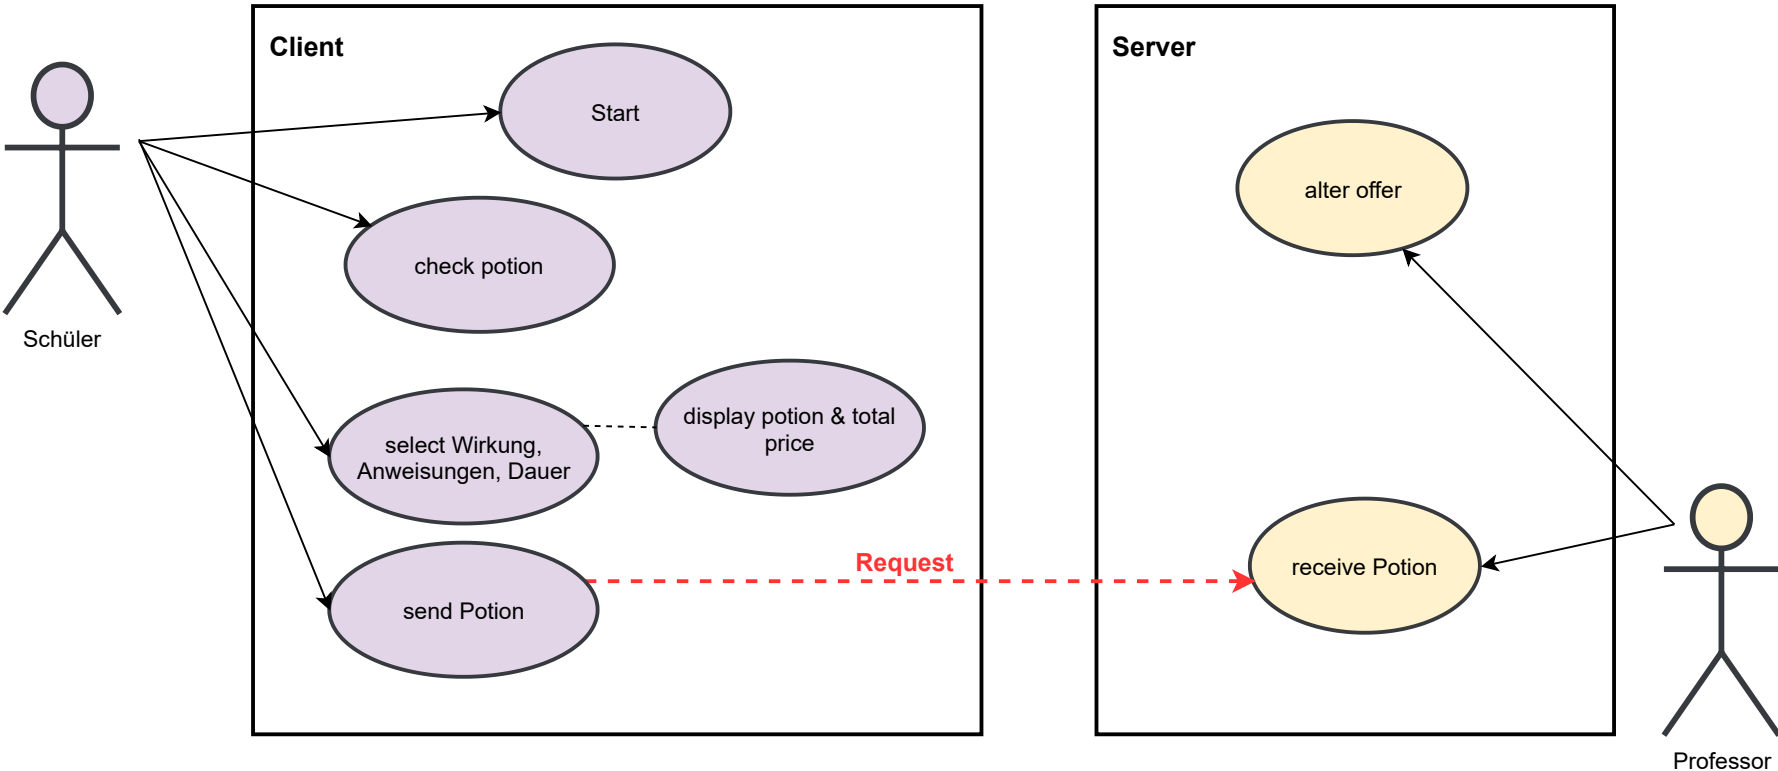 Client
Start
check potion
select Wirkung,
Anweisungen, Dauer
display potion & total
price
send Potion
Schüler
Request
Server
alter offer
receive Potion
Professor